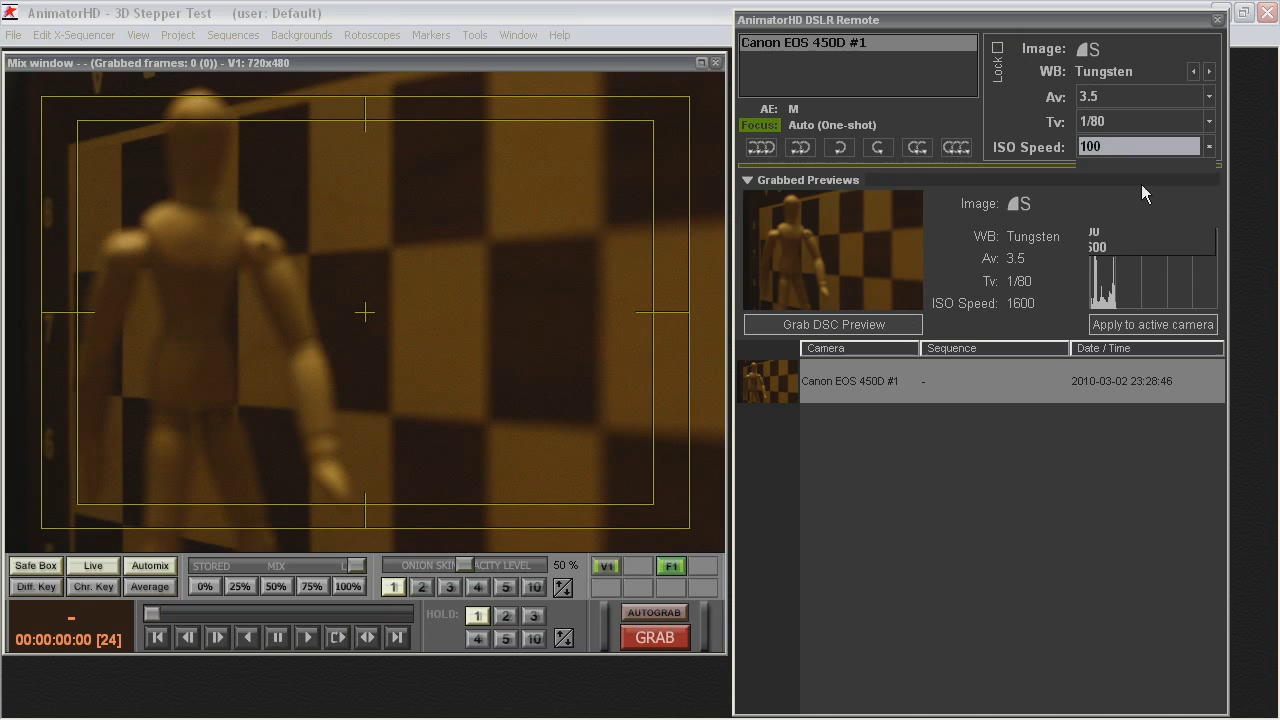 AnimatorHD - 3D Stepper Test (user: Default)
File Edit X-Sequencer View Project Sequences Backgrounds Rotoscopes Markers Tools Window Help
Mix window - - (Grabbed frames: 0 (0)) - V1: 720x480
8
7
6
Safe Box Live Automix
Diff. Key Chr. Key Average
STORED MIX L
0% 25% 50% 75% 100%
ONION SKIN ACITY LEVEL 50 %
1 2 3 4 5 10
V1 F1
-
00:00:00:00 [24]
HOLD: 1 2 3
4 5 10
AUTOGRAB
GRAB
AnimatorHD DSLR Remote
Canon EOS 450D #1
AE: M
Focus: Auto (One-shot)
Lock
Image: S
WB: Tungsten
Av: 3.5
Tv: 1/80
ISO Speed: 100
Grabbed Previews
Image: S
WB: Tungsten
Av: 3.5
Tv: 1/80
ISO Speed: 1600
Grab DSC Preview
Apply to active camera
Camera Sequence Date / Time
Canon EOS 450D #1 - 2010-03-02 23:28:46